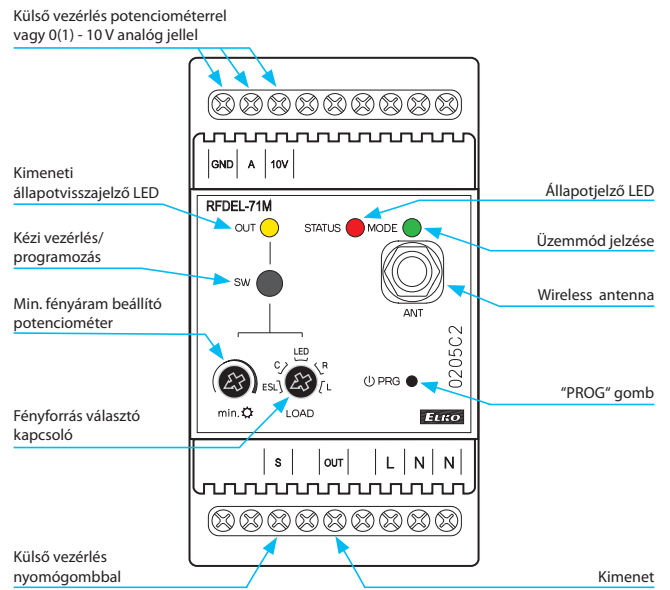 Külső vezérlés potenciométerrel
vagy 0(1) - 10 V analóg jellel
GND A 10V
Kimeneti
állapotvisszajelző LED
RFDEL-71M
OUT
STATUS
MODE
Állapotjelző LED
Üzemmód jelzése
Kézi vezérlés/
programozás
SW
Wireless antenna
ANT
Min. fényáram beállító
potenciométer
0205C2
LED
C
R
ESL
L
min.
LOAD
PRG
"PROG" gomb
ELKO
Fényforrás választó
kapcsoló
S OUT L N N
Külső vezérlés
nyomógombbal
Kimenet